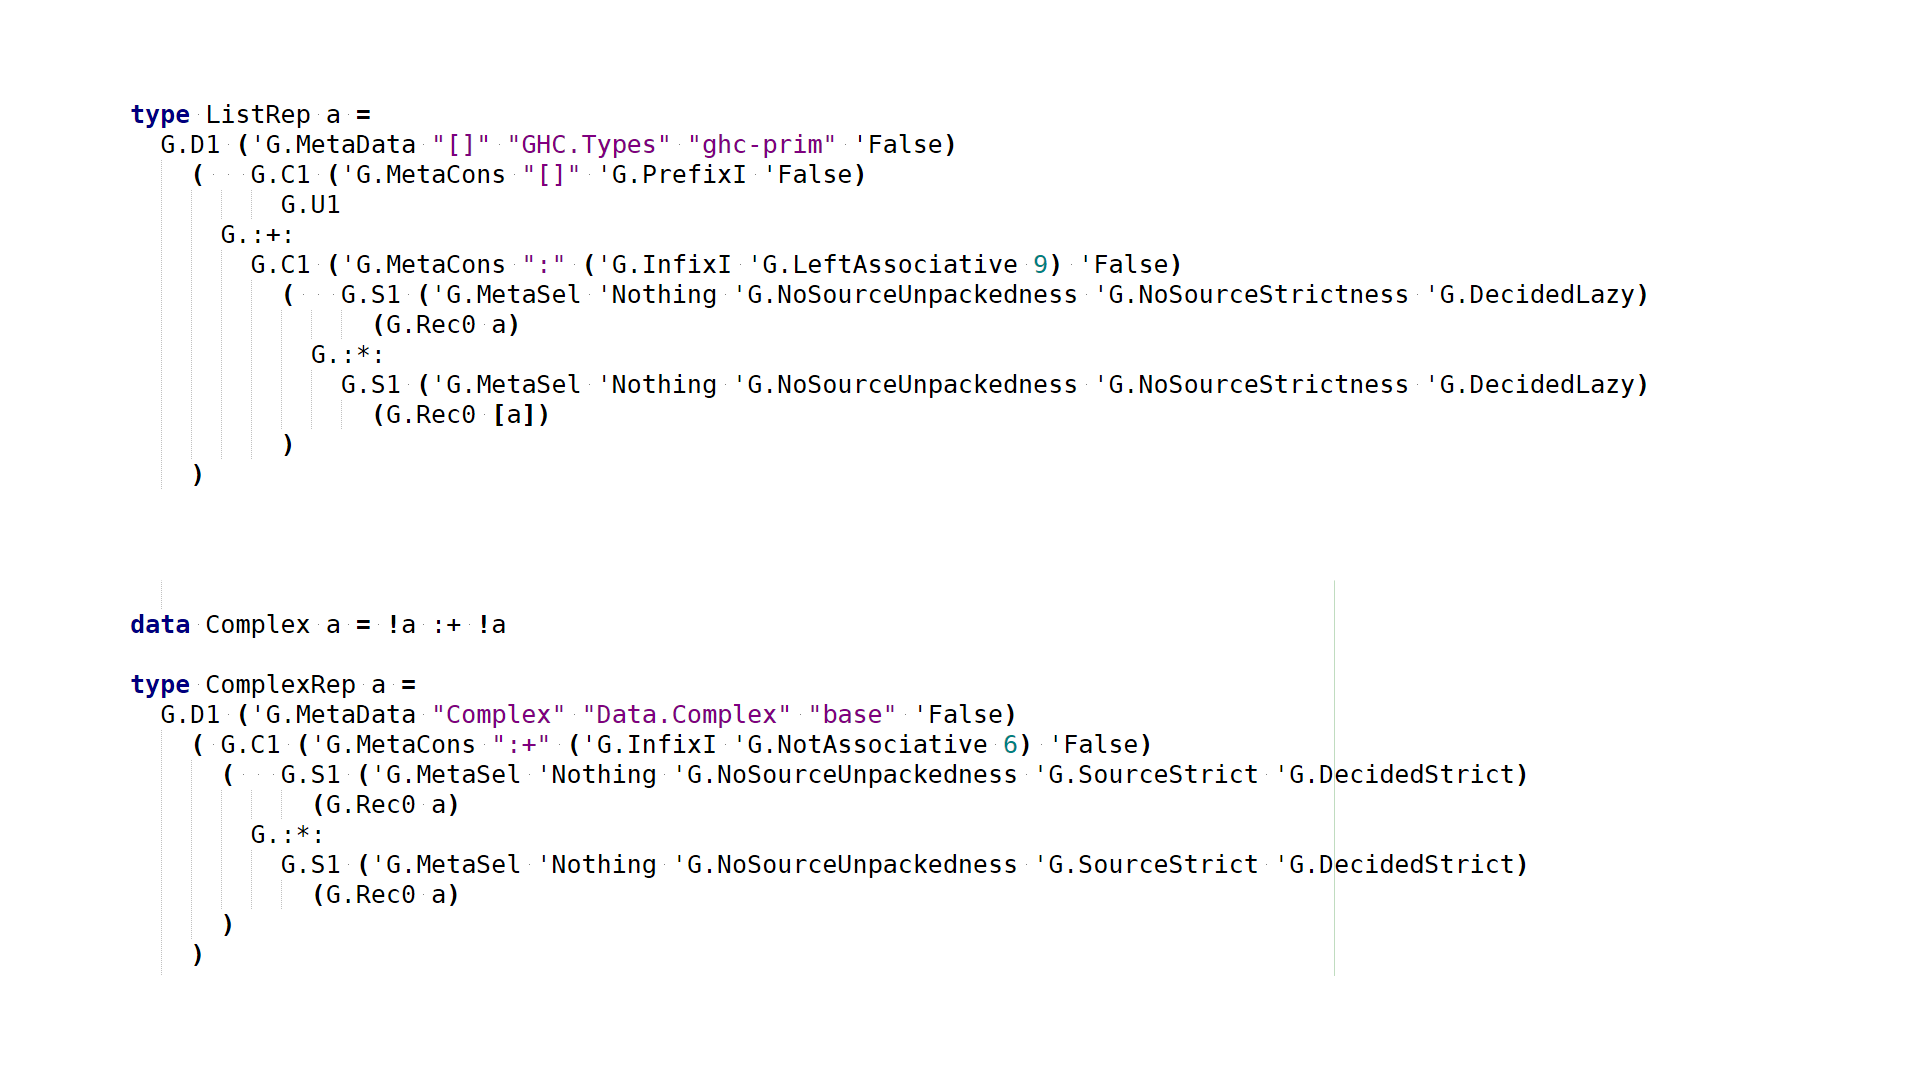 type ListRep a =
  G.D1 ('G.MetaData "[]" "GHC.Types" "ghc-prim" 'False)
    (   G.C1 ('G.MetaCons "[]" 'G.PrefixI 'False)
          G.U1
      G.:+:
        G.C1 ('G.MetaCons ":" ('G.InfixI 'G.LeftAssociative 9) 'False)
          (   G.S1 ('G.MetaSel 'Nothing 'G.NoSourceUnpackedness 'G.NoSourceStrictness 'G.DecidedLazy)
                (G.Rec0 a)
            G.:*:
              G.S1 ('G.MetaSel 'Nothing 'G.NoSourceUnpackedness 'G.NoSourceStrictness 'G.DecidedLazy)
                (G.Rec0 [a])
          )
    )
data Complex a = !a :+ !a
type ComplexRep a =
  G.D1 ('G.MetaData "Complex" "Data.Complex" "base" 'False)
    ( G.C1 ('G.MetaCons ":+" ('G.InfixI 'G.NotAssociative 6) 'False)
      (   G.S1 ('G.MetaSel 'Nothing 'G.NoSourceUnpackedness 'G.SourceStrict 'G.DecidedStrict)
            (G.Rec0 a)
        G.:*:
          G.S1 ('G.MetaSel 'Nothing 'G.NoSourceUnpackedness 'G.SourceStrict 'G.DecidedStrict)
            (G.Rec0 a)
      )
    )